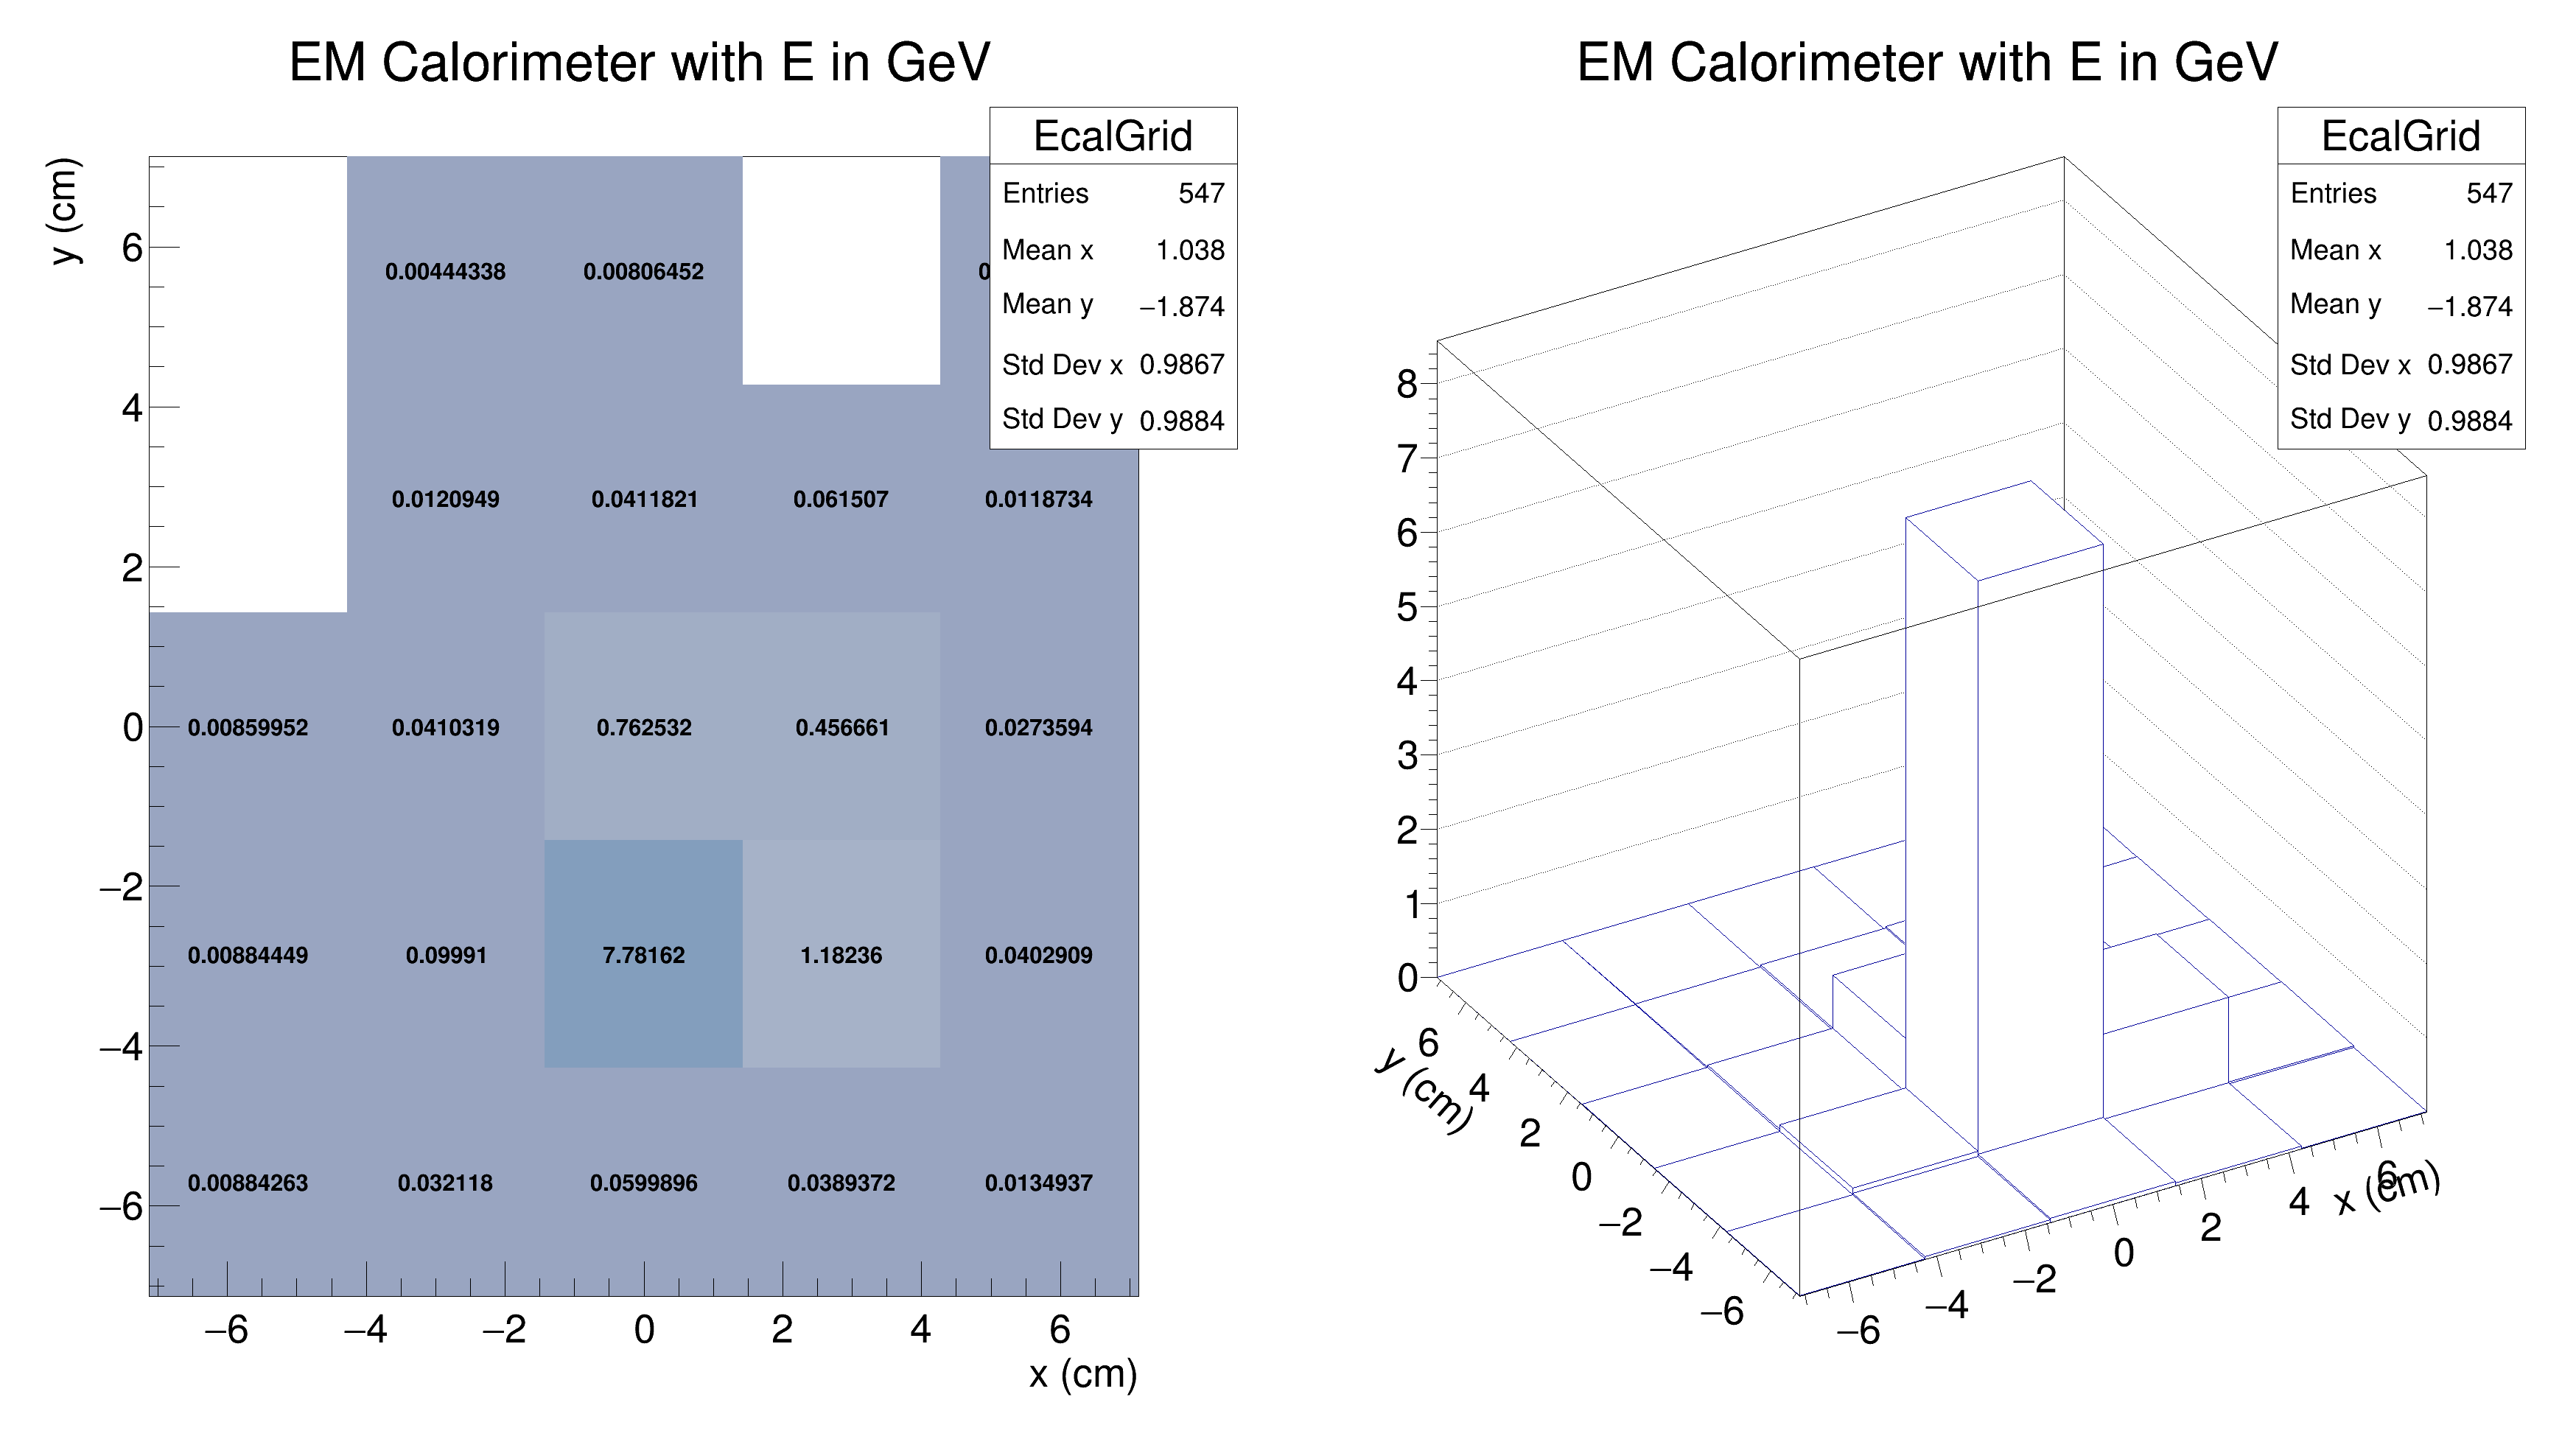 EM Calorimeter with E in GeV
y (cm)
EcalGrid
Entries 547
Mean x 1.038
Mean y −1.874
Std Dev x 0.9867
Std Dev y 0.9884
6
4
2
0
−2
−4
−6
0.00444338 0.00806452 0
0.0120949 0.0411821 0.061507 0.0118734
0.00859952 0.0410319 0.762532 0.456661 0.0273594
0.00884449 0.09991 7.78162 1.18236 0.0402909
0.00884263 0.032118 0.0599896 0.0389372 0.0134937
−6 −4 −2 0 2 4 6
x (cm)
EM Calorimeter with E in GeV
EcalGrid
Entries 547
Mean x 1.038
Mean y −1.874
Std Dev x 0.9867
Std Dev y 0.9884
8
7
6
5
4
3
2
1
0
6
4
2
0
−2
−4
−6
y (cm)
−6
−4
−2
0
2
4
6
x (cm)